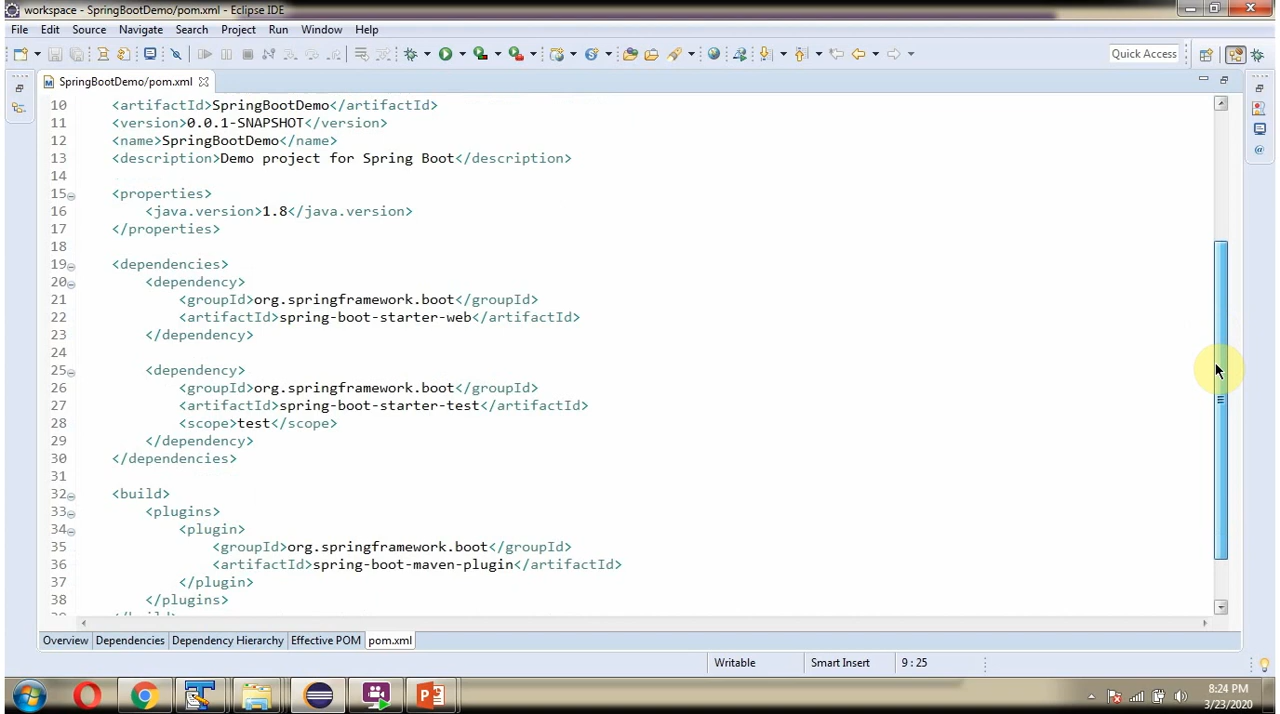 workspace - SpringBootDemo/pom.xml - Eclipse IDE
File Edit Source Navigate Search Project Run Window Help
Quick Access
SpringBootDemo/pom.xml
10 <artifactId>SpringBootDemo</artifactId>
11 <version>0.0.1-SNAPSHOT</version>
12 <name>SpringBootDemo</name>
13 <description>Demo project for Spring Boot</description>
14
15 <properties>
16 <java.version>1.8</java.version>
17 </properties>
18
19 <dependencies>
20 <dependency>
21 <groupId>org.springframework.boot</groupId>
22 <artifactId>spring-boot-starter-web</artifactId>
23 </dependency>
24
25 <dependency>
26 <groupId>org.springframework.boot</groupId>
27 <artifactId>spring-boot-starter-test</artifactId>
28 <scope>test</scope>
29 </dependency>
30 </dependencies>
31
32 <build>
33 <plugins>
34 <plugin>
35 <groupId>org.springframework.boot</groupId>
36 <artifactId>spring-boot-maven-plugin</artifactId>
37 </plugin>
38 </plugins>
Overview Dependencies Dependency Hierarchy Effective POM pom.xml
Writable Smart Insert 9 : 25
8:24 PM
3/23/2020